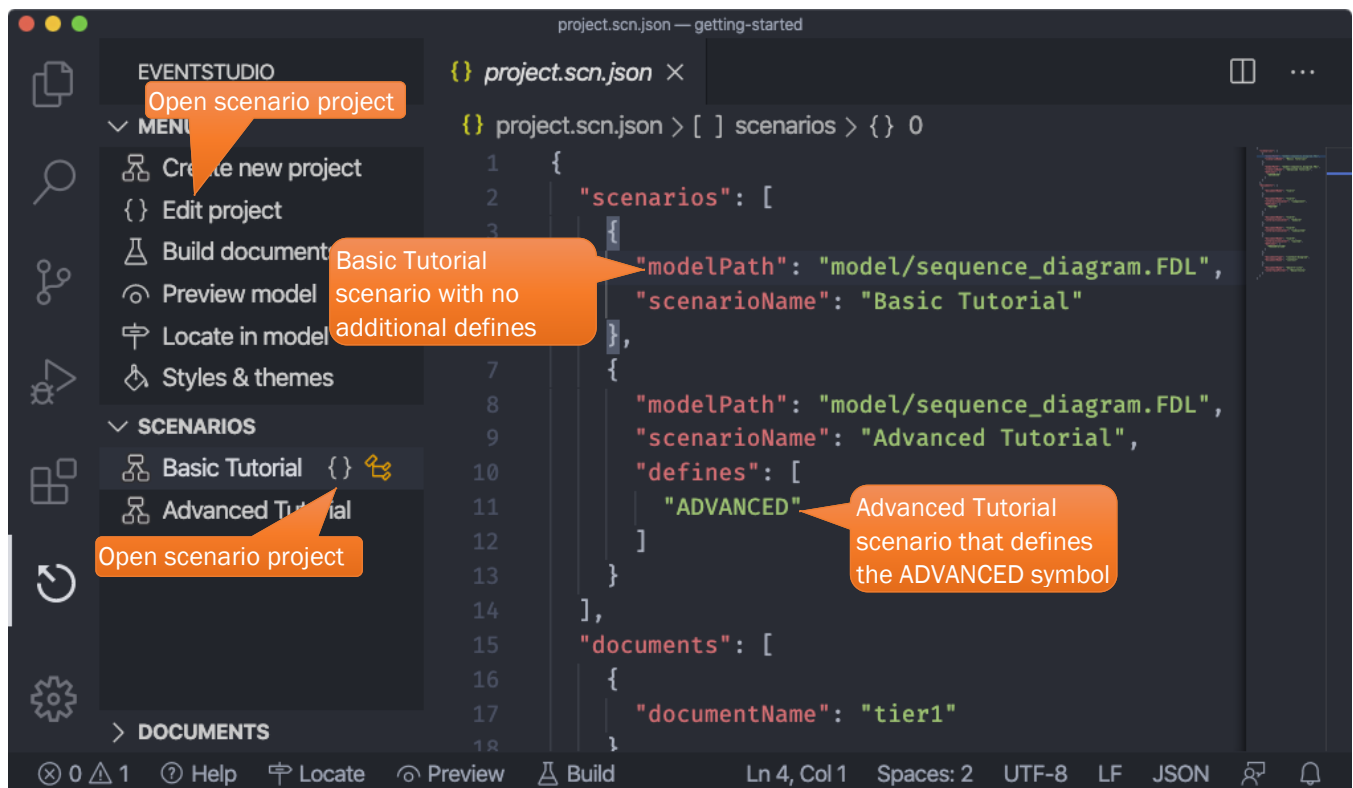 project.scn.json — getting-started
EVENTSTUDIO
{} project.scn.json ×
Open scenario project
MENU
{} project.scn.json > [ ] scenarios > {} 0
Create new project
{} Edit project
Build documents
Preview model
Locate in model
Styles & themes
Basic Tutorial
scenario with no
additional defines
SCENARIOS
Basic Tutorial {}
Advanced Tutorial
Open scenario project
DOCUMENTS
1 {
2 "scenarios": [
3 {
"modelPath": "model/sequence_diagram.FDL",
"scenarioName": "Basic Tutorial"
},
7 {
8 "modelPath": "model/sequence_diagram.FDL",
9 "scenarioName": "Advanced Tutorial",
10 "defines": [
11 "ADVANCED"
12 ]
13 }
14 ],
15 "documents": [
16 {
17 "documentName": "tier1"
18 }
Advanced Tutorial
scenario that defines
the ADVANCED symbol
0 1 Help Locate Preview Build Ln 4, Col 1 Spaces: 2 UTF-8 LF JSON